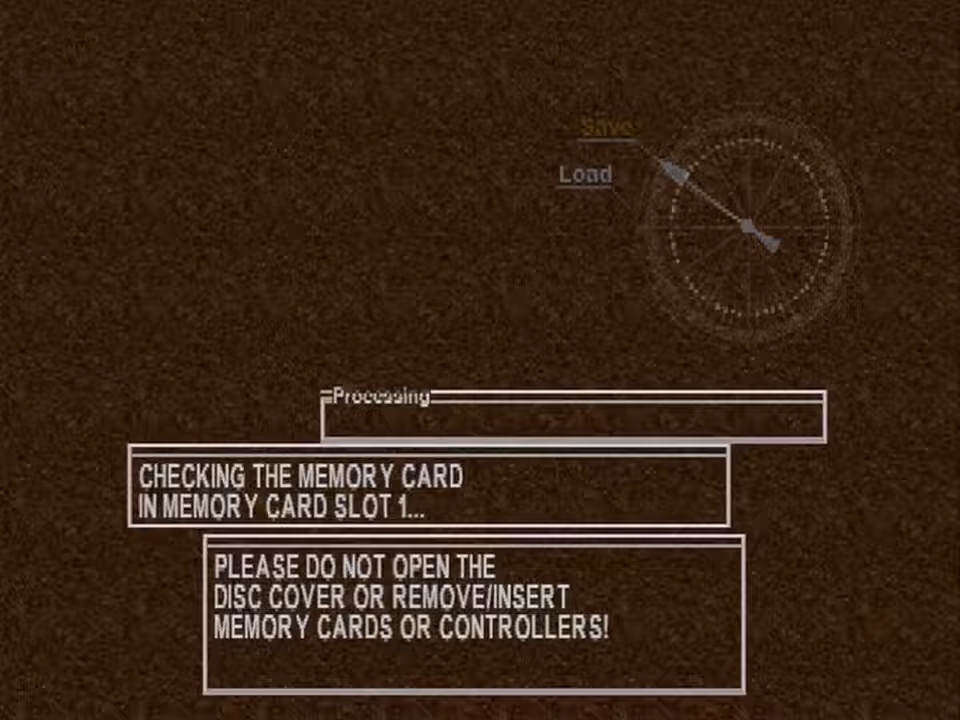 Save
Load
Processing
CHECKING THE MEMORY CARD
IN MEMORY CARD SLOT 1...
PLEASE DO NOT OPEN THE
DISC COVER OR REMOVE/INSERT
MEMORY CARDS OR CONTROLLERS!